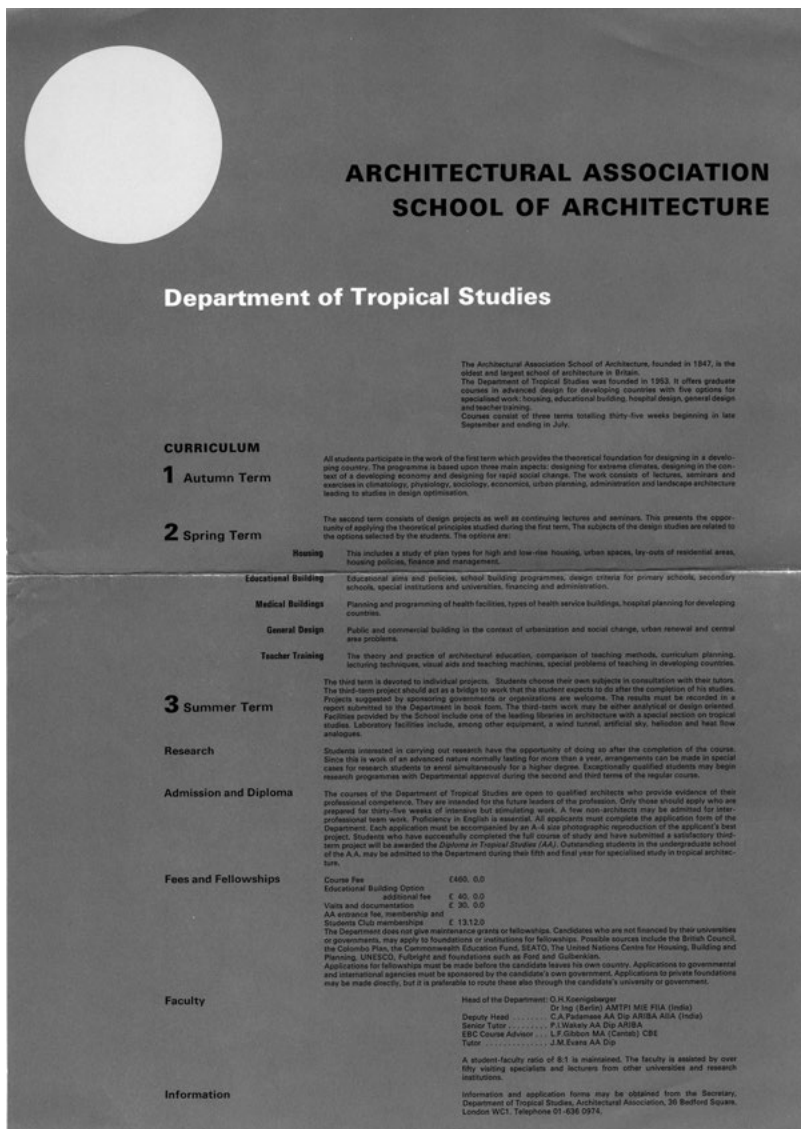 ARCHITECTURAL ASSOCIATION
SCHOOL OF ARCHITECTURE
Department of Tropical Studies
The Architectural Association School of Architecture, founded in 1847, is the
oldest and largest school of architecture in Britain.
The Department of Tropical Studies was founded in 1953. It offers graduate
courses in advanced design for developing countries with five options for
specialised work: housing, educational building, hospital design, general design
and teacher training.
Courses consist of three terms totalling thirty-five weeks beginning in late
September and ending in July.
CURRICULUM
1 Autumn Term
All students participate in the work of the first term which provides the theoretical foundation for designing in a develo-
ping country. The programme is based upon three main aspects: designing for extreme climates, designing in the con-
text of a developing economy and designing for rapid social change. The work consists of lectures, seminars and
exercises in climatology, physiology, sociology, economics, urban planning, administration and landscape architecture
leading to studies in design optimisation.
2 Spring Term
The second term consists of design projects as well as continuing lectures and seminars. This presents the oppor-
tunity of applying the theoretical principles studied during the first term. The subjects of the design studies are related to
the options selected by the students. The options are:
Housing
This includes a study of plan types for high and low-rise housing, urban spaces, lay-outs of residential areas,
housing policies, finance and management.
Educational Building
Educational aims and policies, school building programmes, design criteria for primary schools, secondary
schools, special institutions and universities, financing and administration.
Medical Buildings
Planning and programming of health facilities, types of health service buildings, hospital planning for developing
countries.
General Design
Public and commercial building in the context of urbanization and social change, urban renewal and central
area problems.
Teacher Training
The theory and practice of architectural education, comparison of teaching methods, curriculum planning,
lecturing techniques, visual aids and teaching machines, special problems of teaching in developing countries.
3 Summer Term
The third term is devoted to individual projects. Students choose their own subjects in consultation with their tutors.
The third-term project should act as a bridge to work that the student expects to do after the completion of his studies.
Projects suggested by sponsoring governments or organizations are welcome. The results must be recorded in a
report submitted to the Department in book form. The third-term work may be either analytical or design oriented.
Facilities provided by the School include one of the leading libraries in architecture with a special section on tropical
studies. Laboratory facilities include, among other equipment, a wind tunnel, artificial sky, heliodon and heat flow
analogues.
Research
Students interested in carrying out research have the opportunity of doing so after the completion of the course.
Since this is work of an advanced nature normally lasting for more than a year, arrangements can be made in special
cases for research students to enrol simultaneously for a higher degree. Exceptionally qualified students may begin
research programmes with Departmental approval during the second and third terms of the regular course.
Admission and Diploma
The courses of the Department of Tropical Studies are open to qualified architects who provide evidence of their
professional competence. They are intended for the future leaders of the profession. Only those should apply who are
prepared for thirty-five weeks of intensive but stimulating work. A few non-architects may be admitted for inter-
professional team work. Proficiency in English is essential. All applicants must complete the application form of the
Department. Each application must be accompanied by an A-4 size photographic reproduction of the applicant's best
project. Students who have successfully completed the full course of study and have submitted a satisfactory third-
term project will be awarded the Diploma in Tropical Studies (AA). Outstanding students in the undergraduate school
of the A.A. may be admitted to the Department during their fifth and final year for specialised study in tropical architec-
ture.
Fees and Fellowships
Course Fee £460. 0.0
Educational Building Option
additional fee £ 40. 0.0
Visits and documentation £ 30. 0.0
AA entrance fee, membership and
Students Club memberships £ 13.12.0
The Department does not give maintenance grants or fellowships. Candidates who are not financed by their universities
or governments, may apply to foundations or institutions for fellowships. Possible sources include the British Council,
the Colombo Plan, the Commonwealth Education Fund, SEATO, The United Nations Centre for Housing, Building and
Planning, UNESCO, Fulbright and foundations such as Ford and Gulbenkian.
Applications for fellowships must be made before the candidate leaves his own country. Applications to governmental
and international agencies must be sponsored by the candidate's own government. Applications to private foundations
may be made directly, but it is preferable to route these also through the candidate's university or government.
Faculty
Head of the Department: O.H.Koenigsberger
Dr Ing (Berlin) AMTPI MIE FIIA (India)
Deputy Head ........ C.A.Padamsee AA Dip ARIBA AIIA (India)
Senior Tutor ......... P.I.Wakely AA Dip ARIBA
EBC Course Advisor ... L.F.Gibbon MA (Cantab) CBE
Tutor .............. J.M.Evans AA Dip
A student-faculty ratio of 6:1 is maintained. The faculty is assisted by over
fifty visiting specialists and lecturers from other universities and research
institutions.
Information
Information and application forms may be obtained from the Secretary,
Department of Tropical Studies, Architectural Association, 36 Bedford Square,
London WC1. Telephone 01-636 0974.